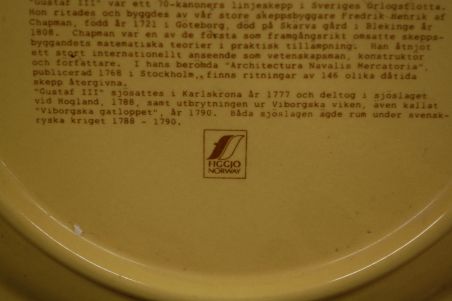 "Gustaf III" var ett 70-kanoners linjeskepp i Sveriges Örlogsflotta.
Hon ritades och byggdes av vår store skeppsbyggare Fredrik Henrik af
Chapman, född år 1721 i Göteborg, död på Skarva gård i Blekinge år
1808. Chapman var en av de första som framgångsrikt omsatte skepps-
byggandets matematiska teorier i praktisk tillämpning. Han åtnjöt
ett stort internationellt anseende som vetenskapsman, konstruktör
och författare. I hans berömda "Architectura Navalis Mercatoria",
publicerad 1768 i Stockholm, finns ritningar av 146 olika dåtida
skepp återgivna.
"Gustaf III" sjösattes i Karlskrona år 1777 och deltog i sjöslaget
vid Hogland, 1788, samt utbrytningen ur Viborgska viken, även kallat
"Viborgska gatloppet", år 1790. Båda sjöslagen ägde rum under svensk-
ryska kriget 1788 - 1790.
FIGGJO
NORWAY